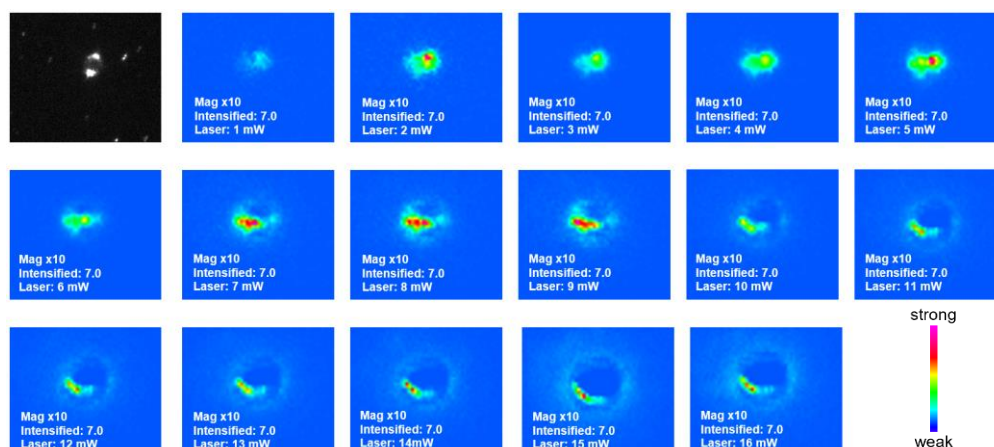 Mag x10
Intensified: 7.0
Laser: 1 mW
Mag x10
Intensified: 7.0
Laser: 2 mW
Mag x10
Intensified: 7.0
Laser: 3 mW
Mag x10
Intensified: 7.0
Laser: 4 mW
Mag x10
Intensified: 7.0
Laser: 5 mW
Mag x10
Intensified: 7.0
Laser: 6 mW
Mag x10
Intensified: 7.0
Laser: 7 mW
Mag x10
Intensified: 7.0
Laser: 8 mW
Mag x10
Intensified: 7.0
Laser: 9 mW
Mag x10
Intensified: 7.0
Laser: 10 mW
Mag x10
Intensified: 7.0
Laser: 11 mW
Mag x10
Intensified: 7.0
Laser: 12 mW
Mag x10
Intensified: 7.0
Laser: 13 mW
Mag x10
Intensified: 7.0
Laser: 14mW
Mag x10
Intensified: 7.0
Laser: 15 mW
Mag x10
Intensified: 7.0
Laser: 16 mW
strong
weak